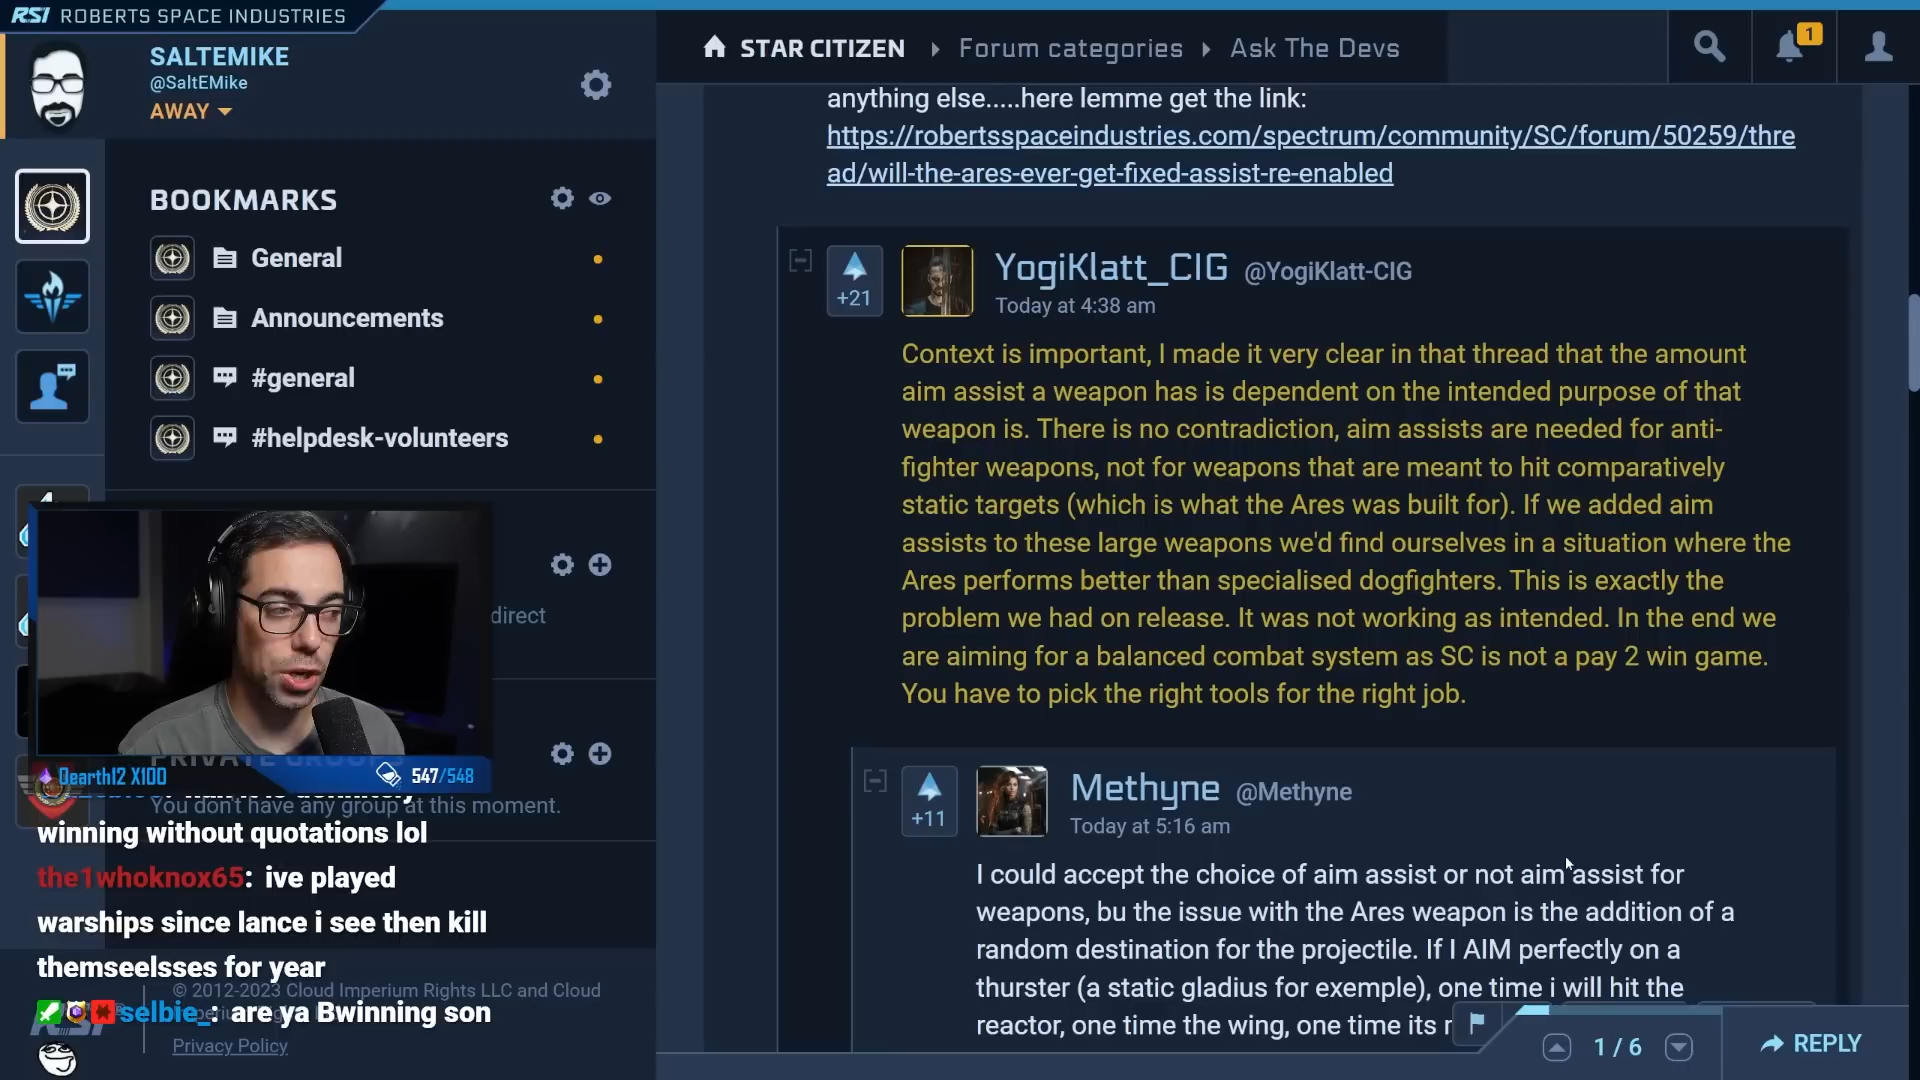 RSI ROBERTS SPACE INDUSTRIES
SALTEMIKE
@SaltEMike
AWAY
BOOKMARKS
General
Announcements
#general
#helpdesk-volunteers
direct
You don't have any group at this moment.
© 2012-2023 Cloud Imperium Rights LLC and Cloud
Privacy Policy
Dearth12 X100
547/548
winning without quotations lol
the1whoknox65: ive played
warships since lance i see then kill
themseelsses for year
selbie_: are ya Bwinning son
STAR CITIZEN
Forum categories
Ask The Devs
1
anything else.....here lemme get the link:
https://robertsspaceindustries.com/spectrum/community/SC/forum/50259/thre
ad/will-the-ares-ever-get-fixed-assist-re-enabled
[-]
+21
YogiKlatt_CIG @YogiKlatt-CIG
Today at 4:38 am
Context is important, I made it very clear in that thread that the amount
aim assist a weapon has is dependent on the intended purpose of that
weapon is. There is no contradiction, aim assists are needed for anti-
fighter weapons, not for weapons that are meant to hit comparatively
static targets (which is what the Ares was built for). If we added aim
assists to these large weapons we'd find ourselves in a situation where the
Ares performs better than specialised dogfighters. This is exactly the
problem we had on release. It was not working as intended. In the end we
are aiming for a balanced combat system as SC is not a pay 2 win game.
You have to pick the right tools for the right job.
[-]
+11
Methyne @Methyne
Today at 5:16 am
I could accept the choice of aim assist or not aim assist for
weapons, bu the issue with the Ares weapon is the addition of a
random destination for the projectile. If I AIM perfectly on a
thurster (a static gladius for exemple), one time i will hit the
reactor, one time the wing, one time its
1 / 6
REPLY